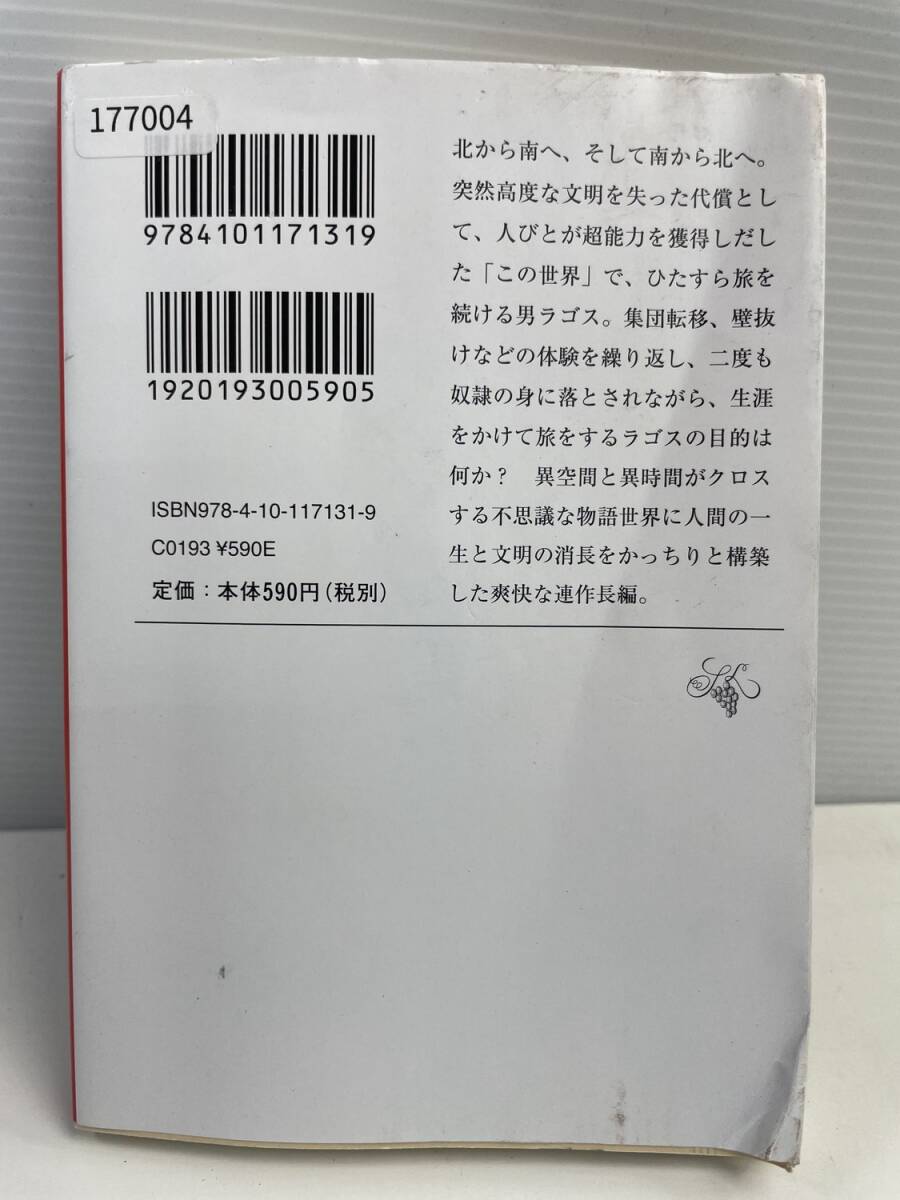 177004
9784101171319
1920193005905
ISBN978-4-10-117131-9
C0193 ¥590E
定価：本体590円（税別）
北から南へ、そして南から北へ。
突然高度な文明を失った代償とし
て、人びとが超能力を獲得しだし
た「この世界」で、ひたすら旅を
続ける男ラゴス。集団転移、壁抜
けなどの体験を繰り返し、二度も
奴隷の身に落とされながら、生涯
をかけて旅をするラゴスの目的は
何か？　異空間と異時間がクロス
する不思議な物語世界に人間の一
生と文明の消長をかっちりと構築
した爽快な連作長編。